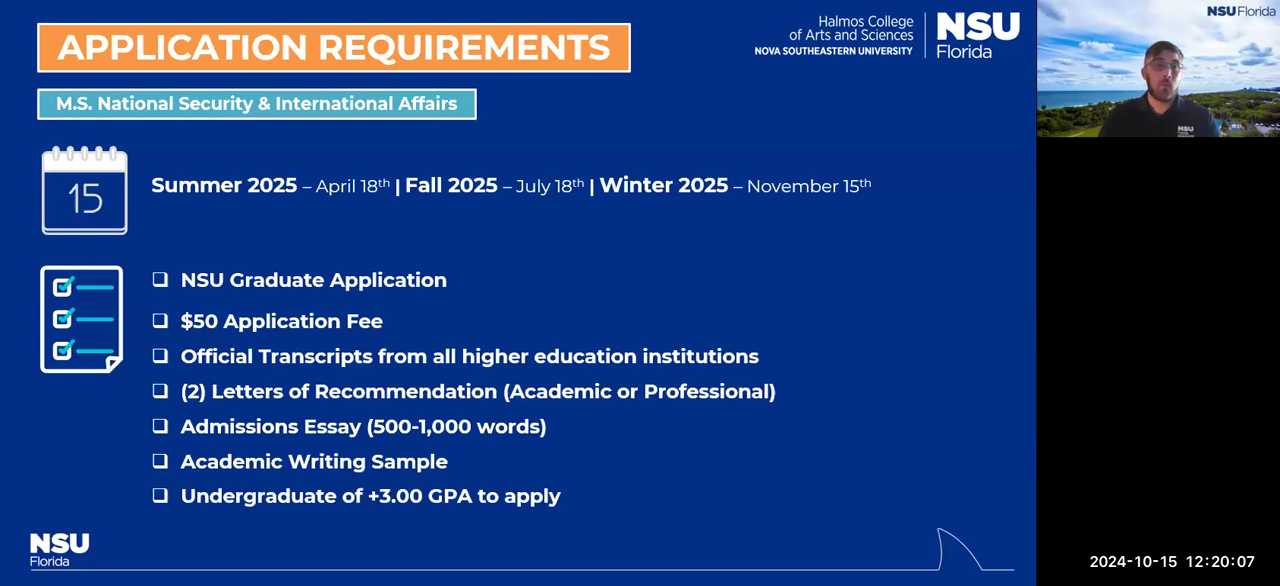 APPLICATION REQUIREMENTS
M.S. National Security & International Affairs
Halmos College
of Arts and Sciences
NOVA SOUTHEASTERN UNIVERSITY
NSU
Florida
NSU Florida
NSU
15
Summer 2025 – April 18th | Fall 2025 – July 18th | Winter 2025 – November 15th
❑ NSU Graduate Application
❑ $50 Application Fee
❑ Official Transcripts from all higher education institutions
❑ (2) Letters of Recommendation (Academic or Professional)
❑ Admissions Essay (500-1,000 words)
❑ Academic Writing Sample
❑ Undergraduate of +3.00 GPA to apply
NSU
Florida
2024-10-15 12:20:07